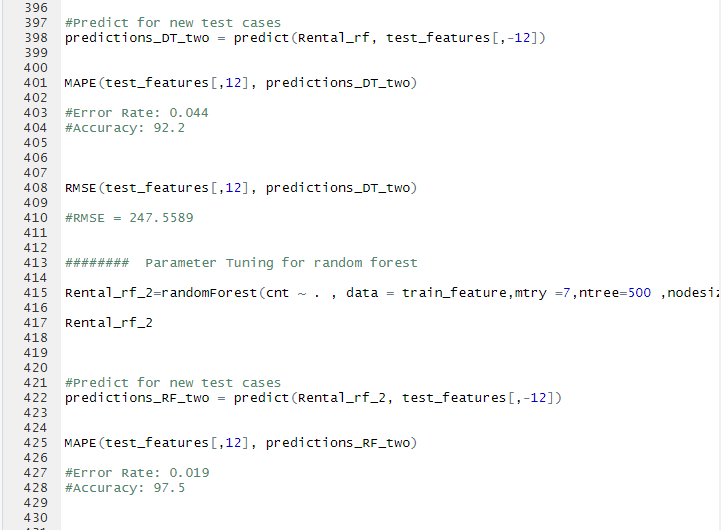 396
397 #Predict for new test cases
398 predictions_DT_two = predict(Rental_rf, test_features[,-12])
399
400
401 MAPE(test_features[,12], predictions_DT_two)
402
403 #Error Rate: 0.044
404 #Accuracy: 92.2
405
406
407
408 RMSE(test_features[,12], predictions_DT_two)
409
410 #RMSE = 247.5589
411
412
413 ######## Parameter Tuning for random forest
414
415 Rental_rf_2=randomForest(cnt ~ . , data = train_feature,mtry =7,ntree=500 ,nodesiz
416
417 Rental_rf_2
418
419
420
421 #Predict for new test cases
422 predictions_RF_two = predict(Rental_rf_2, test_features[,-12])
423
424
425 MAPE(test_features[,12], predictions_RF_two)
426
427 #Error Rate: 0.019
428 #Accuracy: 97.5
429
430